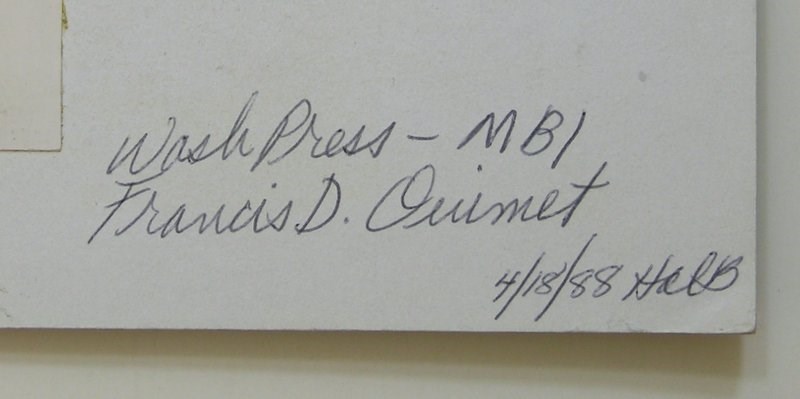 Wash Press - MBI
Francis D. Ouimet
4/18/88 HalB